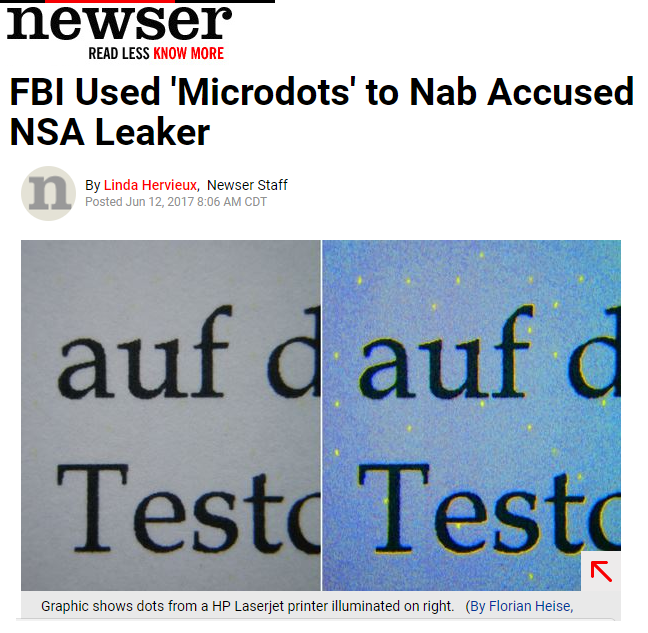 newser
READ LESS KNOW MORE
FBI Used 'Microdots' to Nab Accused
NSA Leaker
n
By Linda Hervieux, Newser Staff
Posted Jun 12, 2017 8:06 AM CDT
auf d auf d
Testo Testo
Graphic shows dots from a HP Laserjet printer illuminated on right. (By Florian Heise,